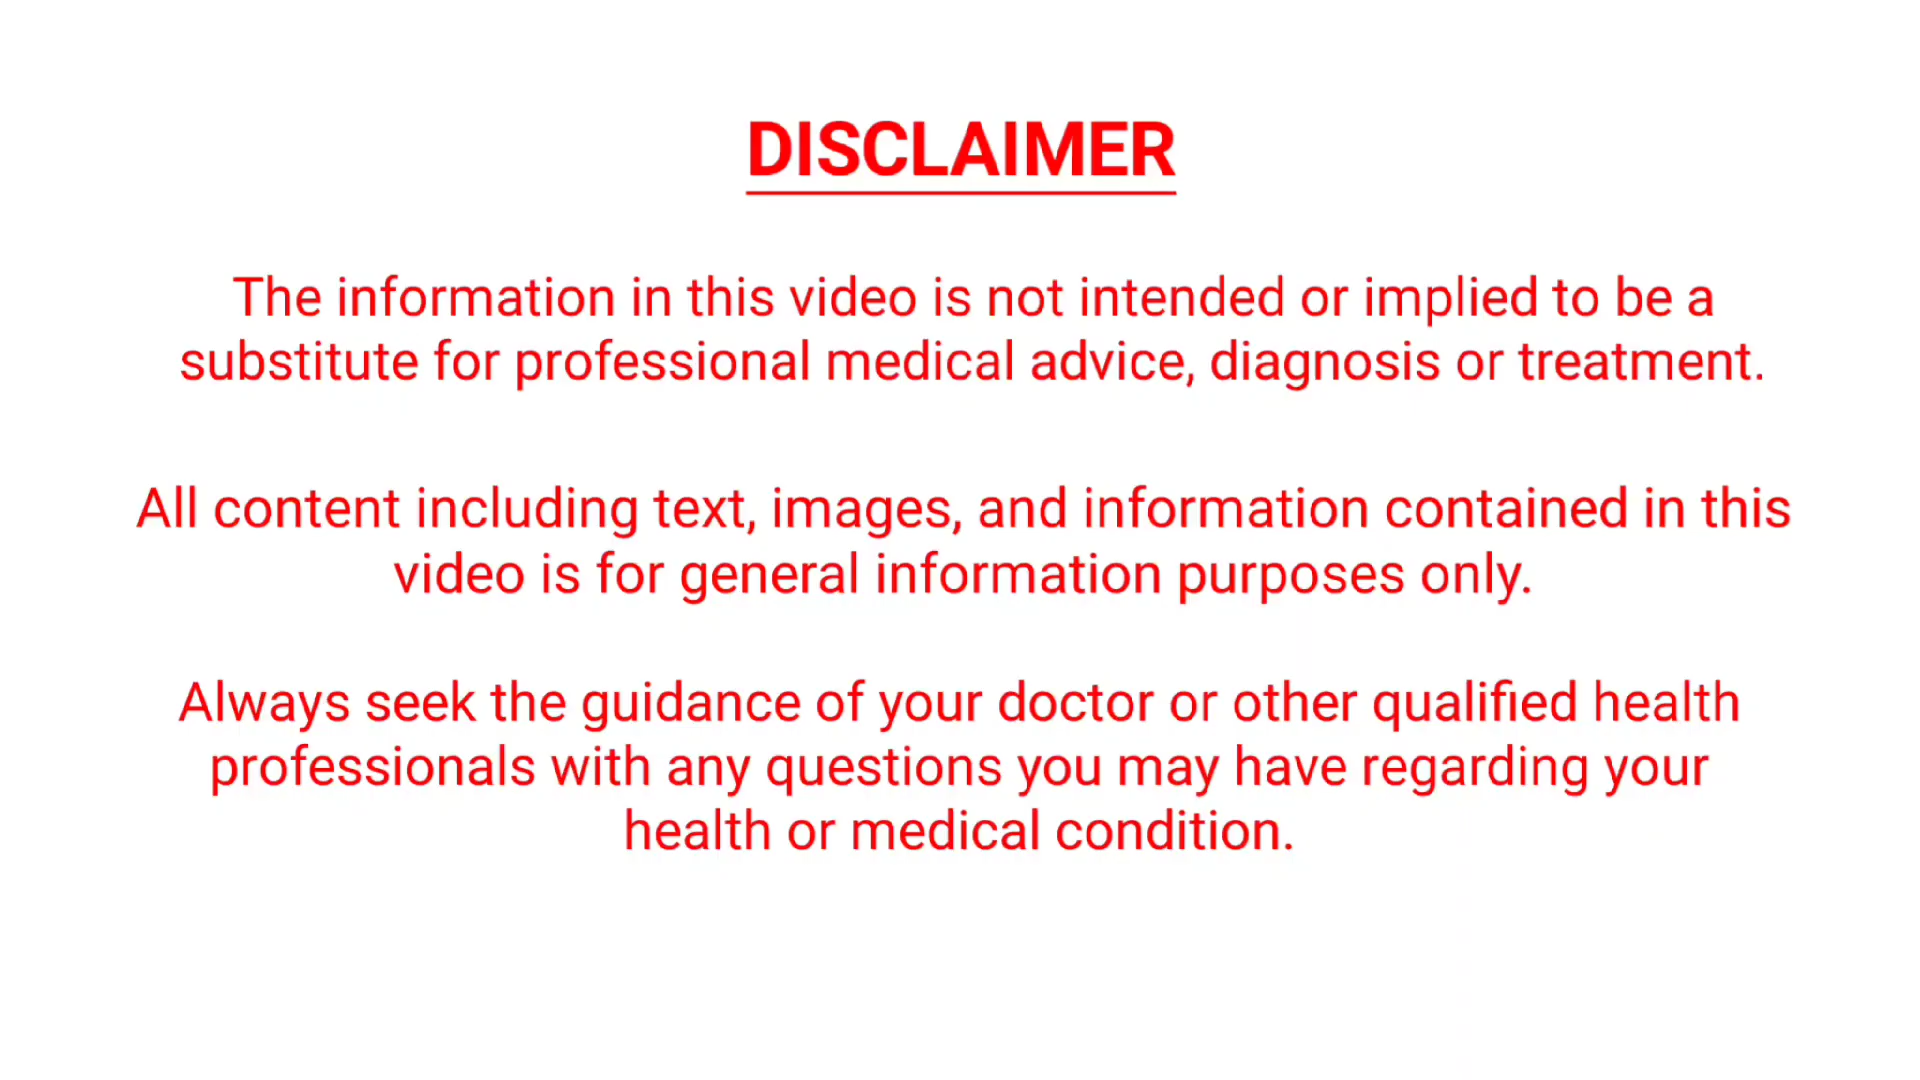 DISCLAIMER
The information in this video is not intended or implied to be a
substitute for professional medical advice, diagnosis or treatment.
All content including text, images, and information contained in this
video is for general information purposes only.
Always seek the guidance of your doctor or other qualified health
professionals with any questions you may have regarding your
health or medical condition.